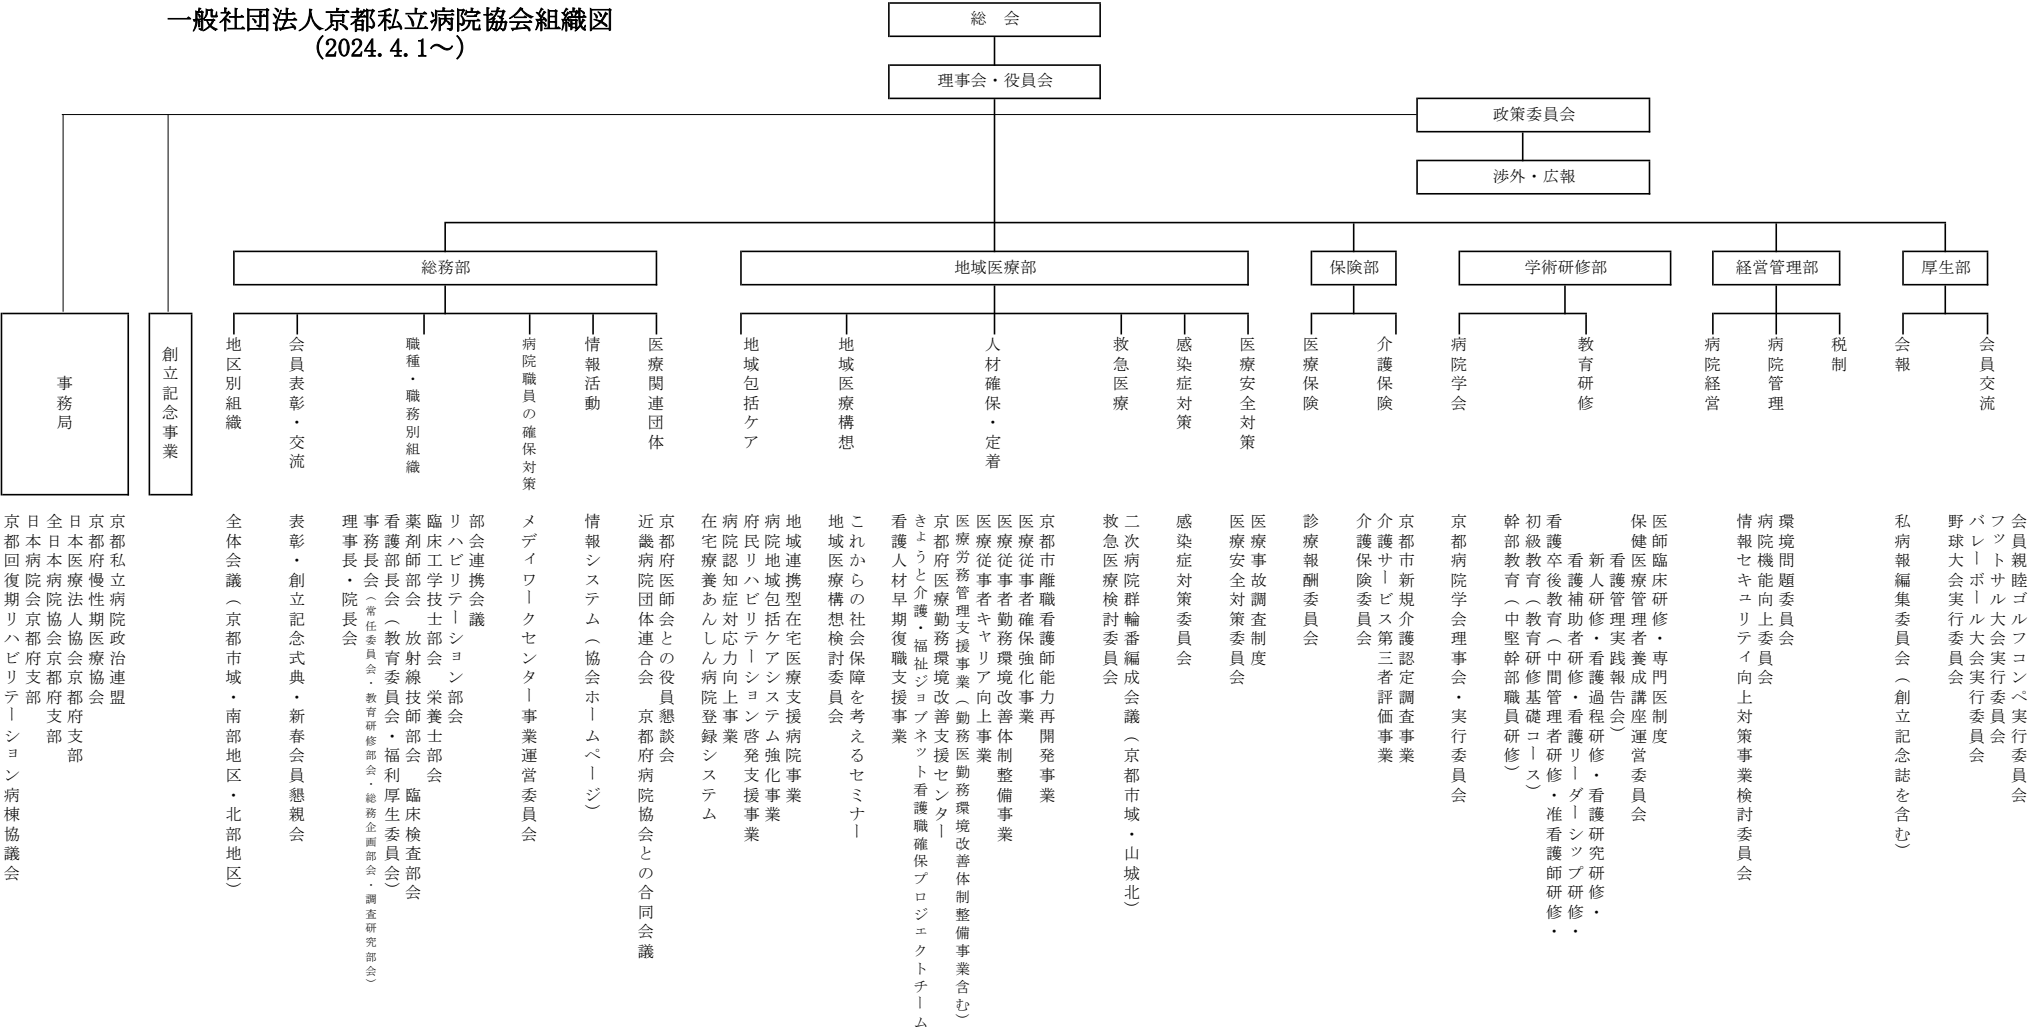 一般社団法人京都私立病院協会組織図
(2024.4.1～)
総　会
理事会・役員会
政策委員会
渉外・広報
総務部
地域医療部
保険部
学術研修部
経営管理部
厚生部
事務局
創立記念事業
地区別組織
会員表彰・交流
職種・職務別組織
病院職員の確保対策
情報活動
医療関連団体
地域包括ケア
地域医療構想
人材確保・定着
救急医療
感染症対策
医療安全対策
医療保険
介護保険
病院学会
教育研修
病院経営
病院管理
税制
会報
会員交流
京都私立病院政治連盟
京都府慢性期医療協会
日本医療法人協会京都府支部
全日本病院協会京都府支部
日本病院会京都府支部
京都回復期リハビリテーション病棟協議会
全体会議（京都市域・南部地区・北部地区）
表彰・創立記念式典・新春会員懇親会
部会連携会議
リハビリテーション部会
臨床工学技士部会　栄養士部会
薬剤師部会　放射線技師部会　臨床検査部会
看護部長会（教育委員会・福利厚生委員会）
事務長会（常任委員会・教育研修部会・総務企画部会・調査研究部会）
理事長・院長会
メディワークセンター事業運営委員会
情報システム（協会ホームページ）
京都府医師会との役員懇談会
近畿病院団体連合会　京都府病院協会との合同会議
地域連携型在宅医療支援病院事業
病院地域包括ケアシステム強化事業
府民リハビリテーション啓発支援事業
病院認知症対応力向上事業
在宅療養あんしん病院登録システム
これからの社会保障を考えるセミナー
地域医療構想検討委員会
京都市離職看護師能力再開発事業
医療従事者確保強化事業
医療従事者勤務環境改善体制整備事業
医療従事者キャリア向上事業
医療労務管理支援事業（勤務医勤務環境改善体制整備事業含む）
京都府医療勤務環境改善支援センター
きょうと介護・福祉ジョブネット看護職確保プロジェクトチーム
看護人材早期復職支援事業
二次病院群輪番編成会議（京都市域・山城北）
救急医療検討委員会
感染症対策委員会
医療事故調査制度
医療安全対策委員会
診療報酬委員会
京都市新規介護認定調査事業
介護サービス第三者評価事業
介護保険委員会
京都病院学会理事会・実行委員会
医師臨床研修・専門医制度
保健医療管理者養成講座運営委員会
看護卒後教育（中間管理者研修・准看護師研修・
看護補助者研修・看護リーダーシップ研修・
新人研修・看護過程研修・看護研究研修・
看護管理実践報告会）
初級教育（教育研修基礎コース）
幹部教育（中堅幹部職員研修）
環境問題委員会
病院機能向上委員会
情報セキュリティ向上対策事業検討委員会
私病報編集委員会（創立記念誌を含む）
会員親睦ゴルフコンペ実行委員会
フットサル大会実行委員会
バレーボール大会実行委員会
野球大会実行委員会